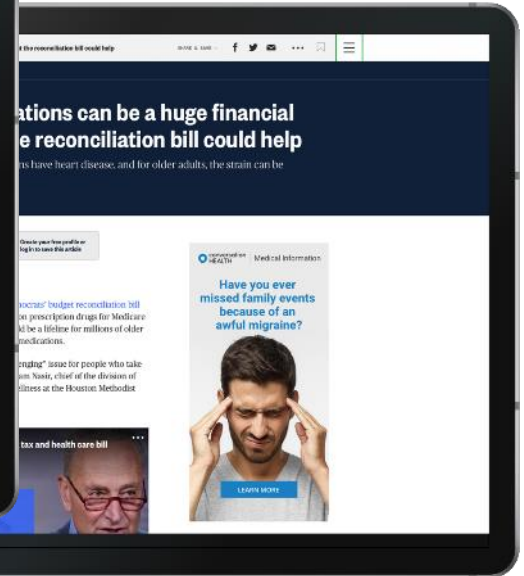 t the reconciliation bill could help
SHARE & SAVE -
ations can be a huge financial
e reconciliation bill could help
ns have heart disease, and for older adults, the strain can be
Create your free profile or
log in to save this article
conversation
HEALTH
Medical Information
Have you ever
missed family events
because of an
awful migraine?
nocrats' budget reconciliation bill
on prescription drugs for Medicare
ld be a lifeline for millions of older
medications.
enging" issue for people who take
am Nasir, chief of the division of
ellness at the Houston Methodist
tax and health care bill
LEARN MORE